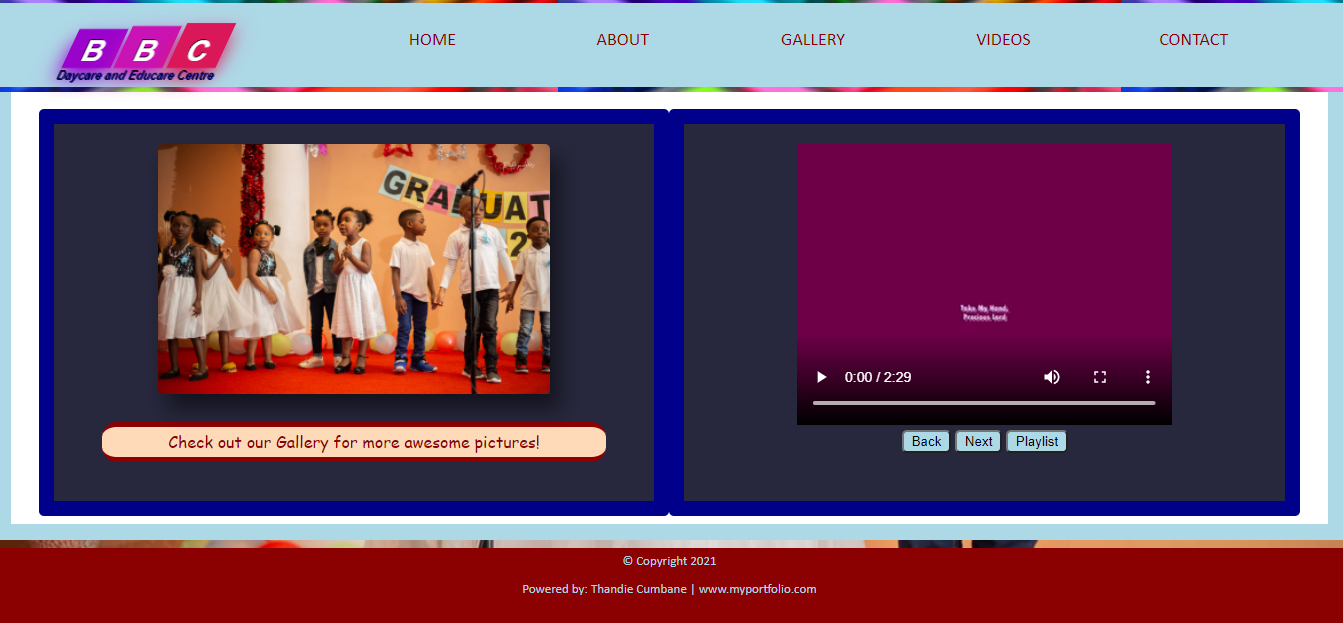 BBC
Daycare and Educare Centre
HOME
ABOUT
GALLERY
VIDEOS
CONTACT
GRADUAT
2
Check out our Gallery for more awesome pictures!
Take My Hand,
Precious Lord
0:00 / 2:29
Back
Next
Playlist
© Copyright 2021
Powered by: Thandie Cumbane | www.myportfolio.com